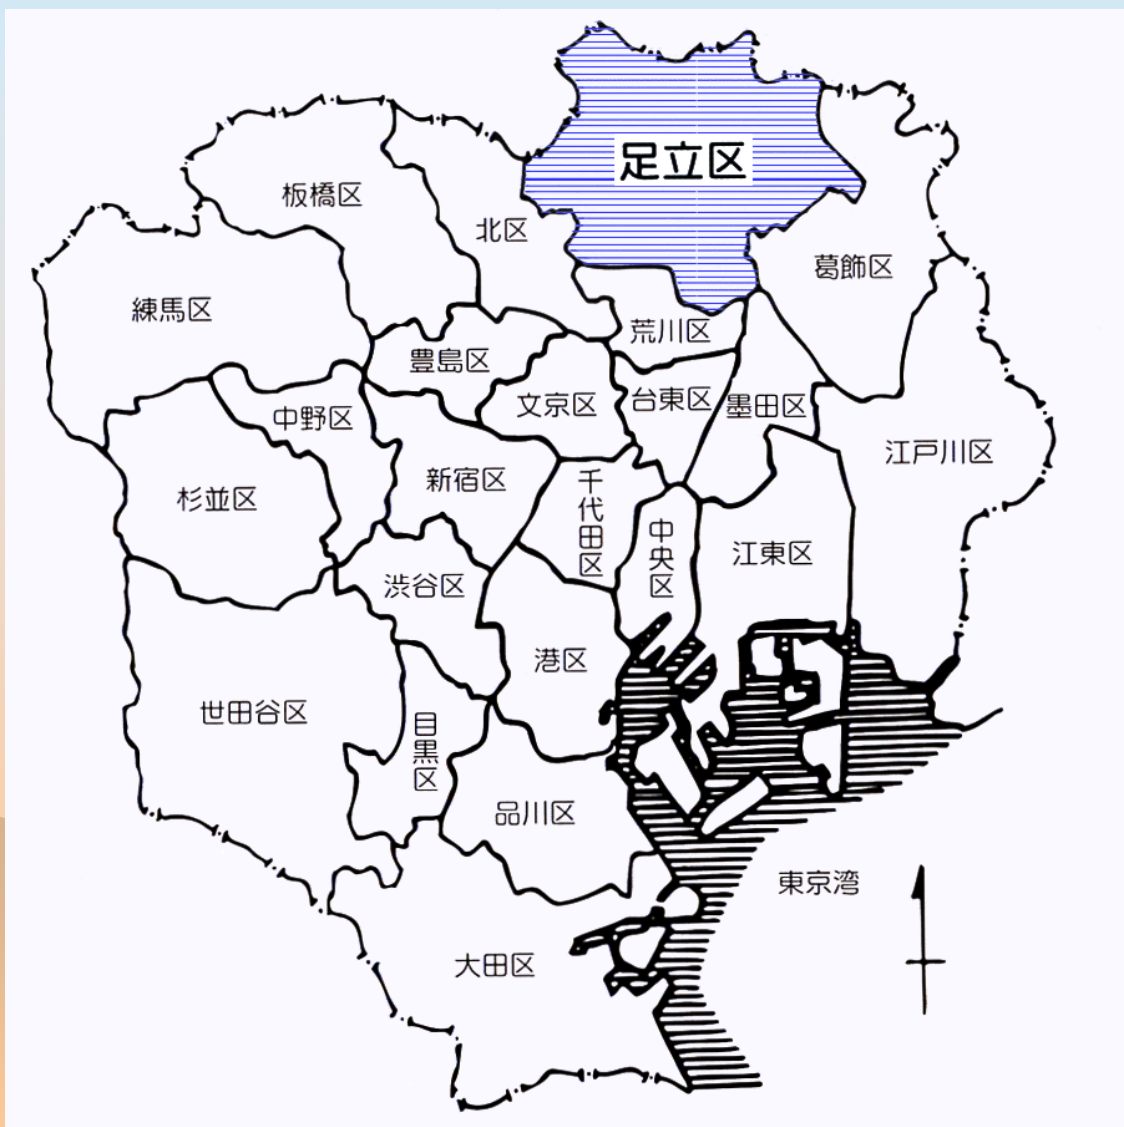 足立区
板橋区
北区
葛飾区
練馬区
荒川区
豊島区
文京区
台東区
墨田区
中野区
江戸川区
新宿区
杉並区
千代田区
中央区
江東区
渋谷区
港区
世田谷区
目黒区
品川区
東京湾
大田区